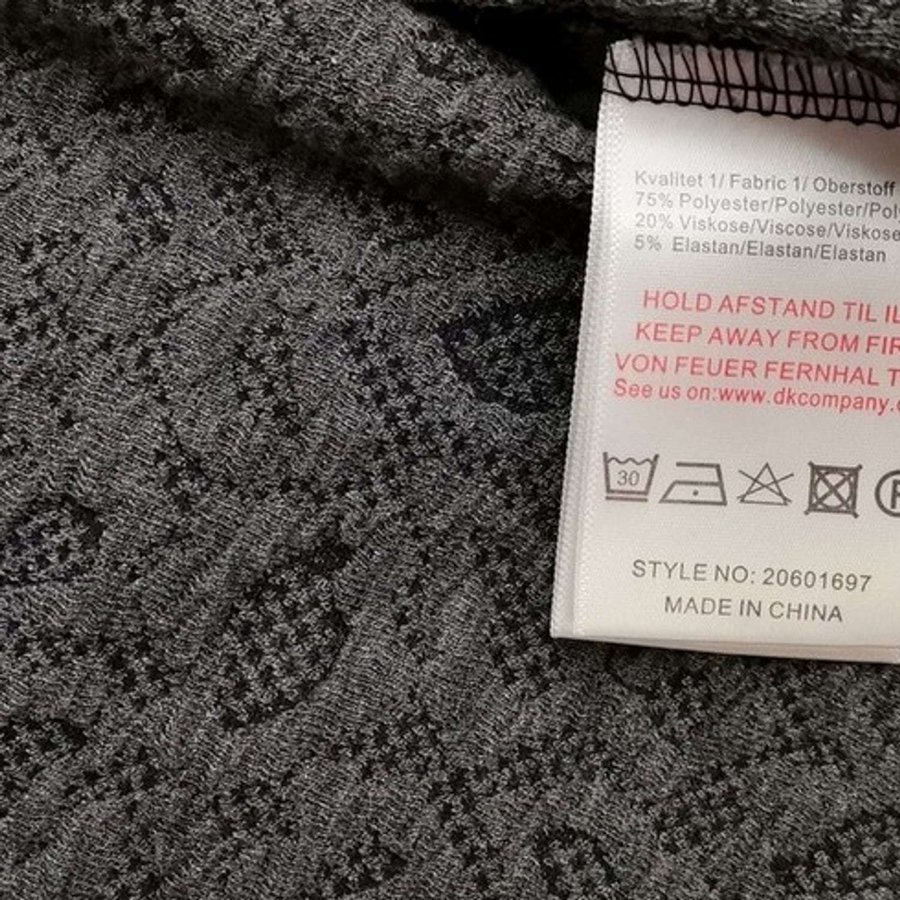 Kvalitet 1/ Fabric 1/ Oberstoff
75% Polyester/Polyester/Pol
20% Viskose/Viscose/Viskose
5% Elastan/Elastan/Elastan
HOLD AFSTAND TIL IL
KEEP AWAY FROM FIR
VON FEUER FERNHAL T
See us on:www.dkcompany.
30
STYLE NO: 20601697
MADE IN CHINA